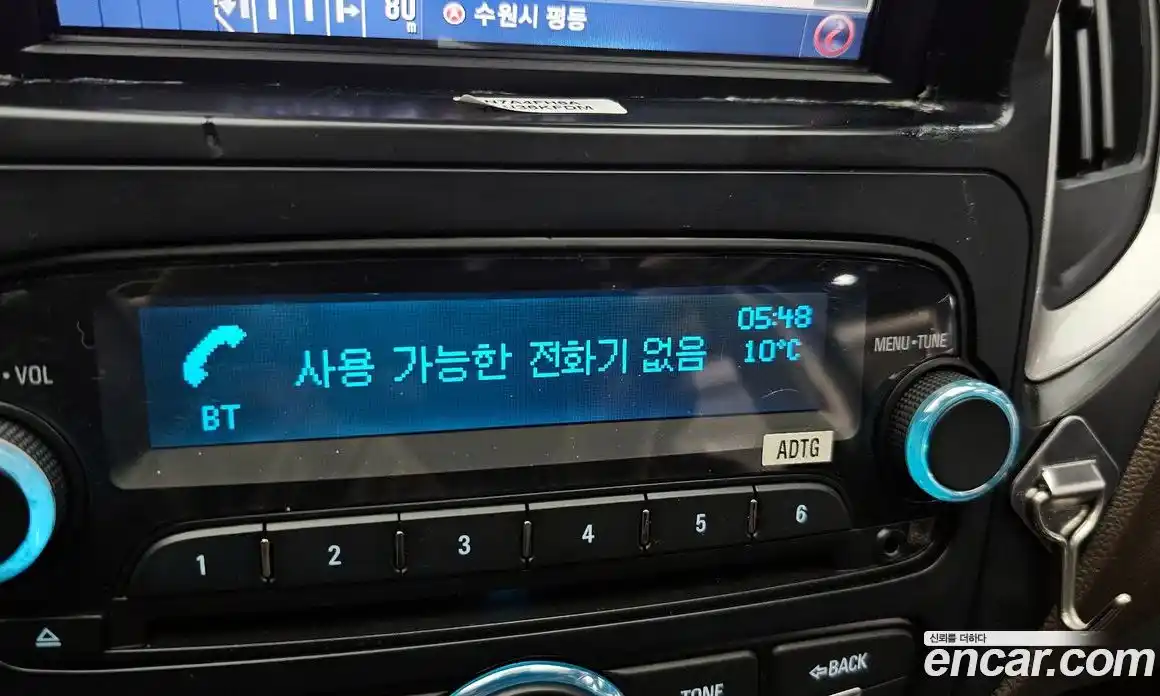 80
m
수원시 평동
사용 가능한 전화기 없음
05:48
10°C
BT
MENU•TUNE
• VOL
ADTG
1 2 3 4 5 6
BACK
TONE
신뢰를 더하다
encar.com